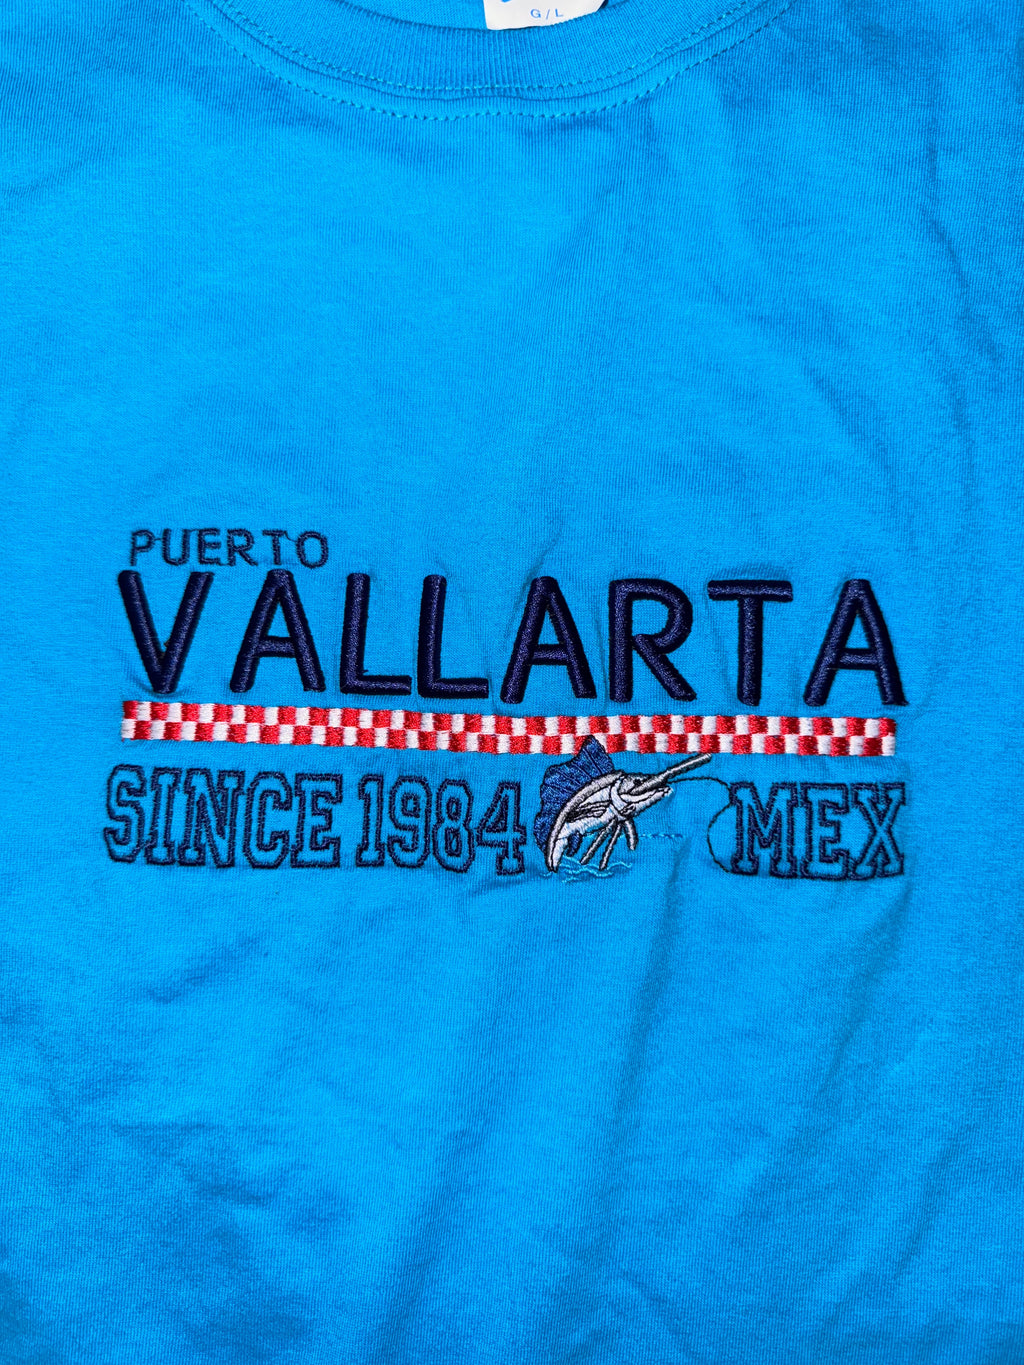 G/L
PUERTO
VALLARTA
SINCE 1984 MEX